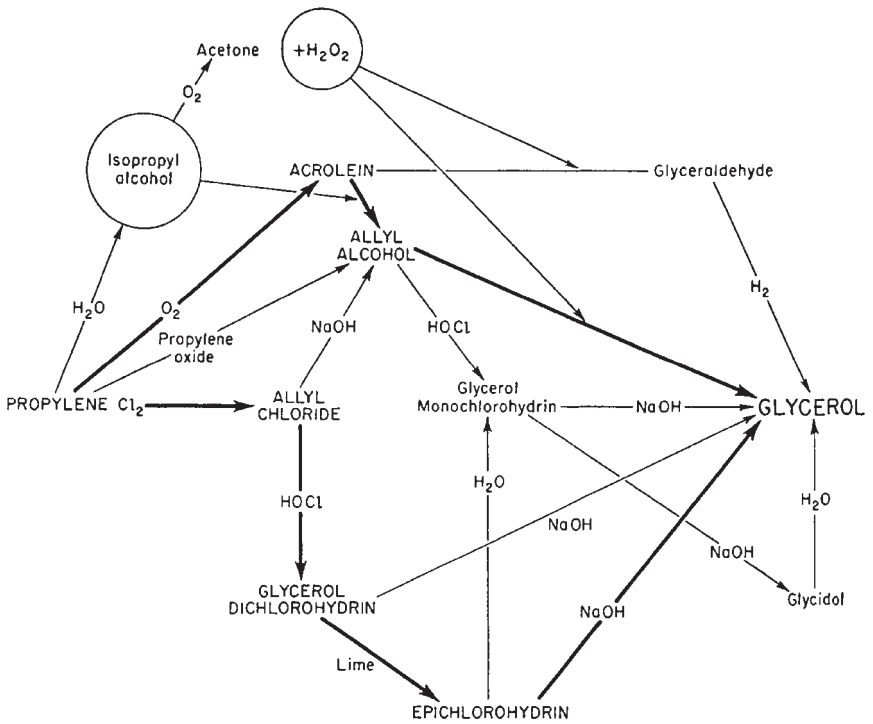 Acetone
+H₂O₂
O₂
Isopropyl
alcohol
ACROLEIN
Glyceraldehyde
ALLYL
ALCOHOL
H₂
H₂O
O₂
NaOH
HOCl
Propylene
oxide
Glycerol
Monochlorohydrin
NaOH
GLYCEROL
PROPYLENE Cl₂
ALLYL
CHLORIDE
H₂O
H₂O
HOCl
NaOH
NaOH
GLYCEROL
DICHLOROHYDRIN
Glycidol
NaOH
Lime
EPICHLOROHYDRIN